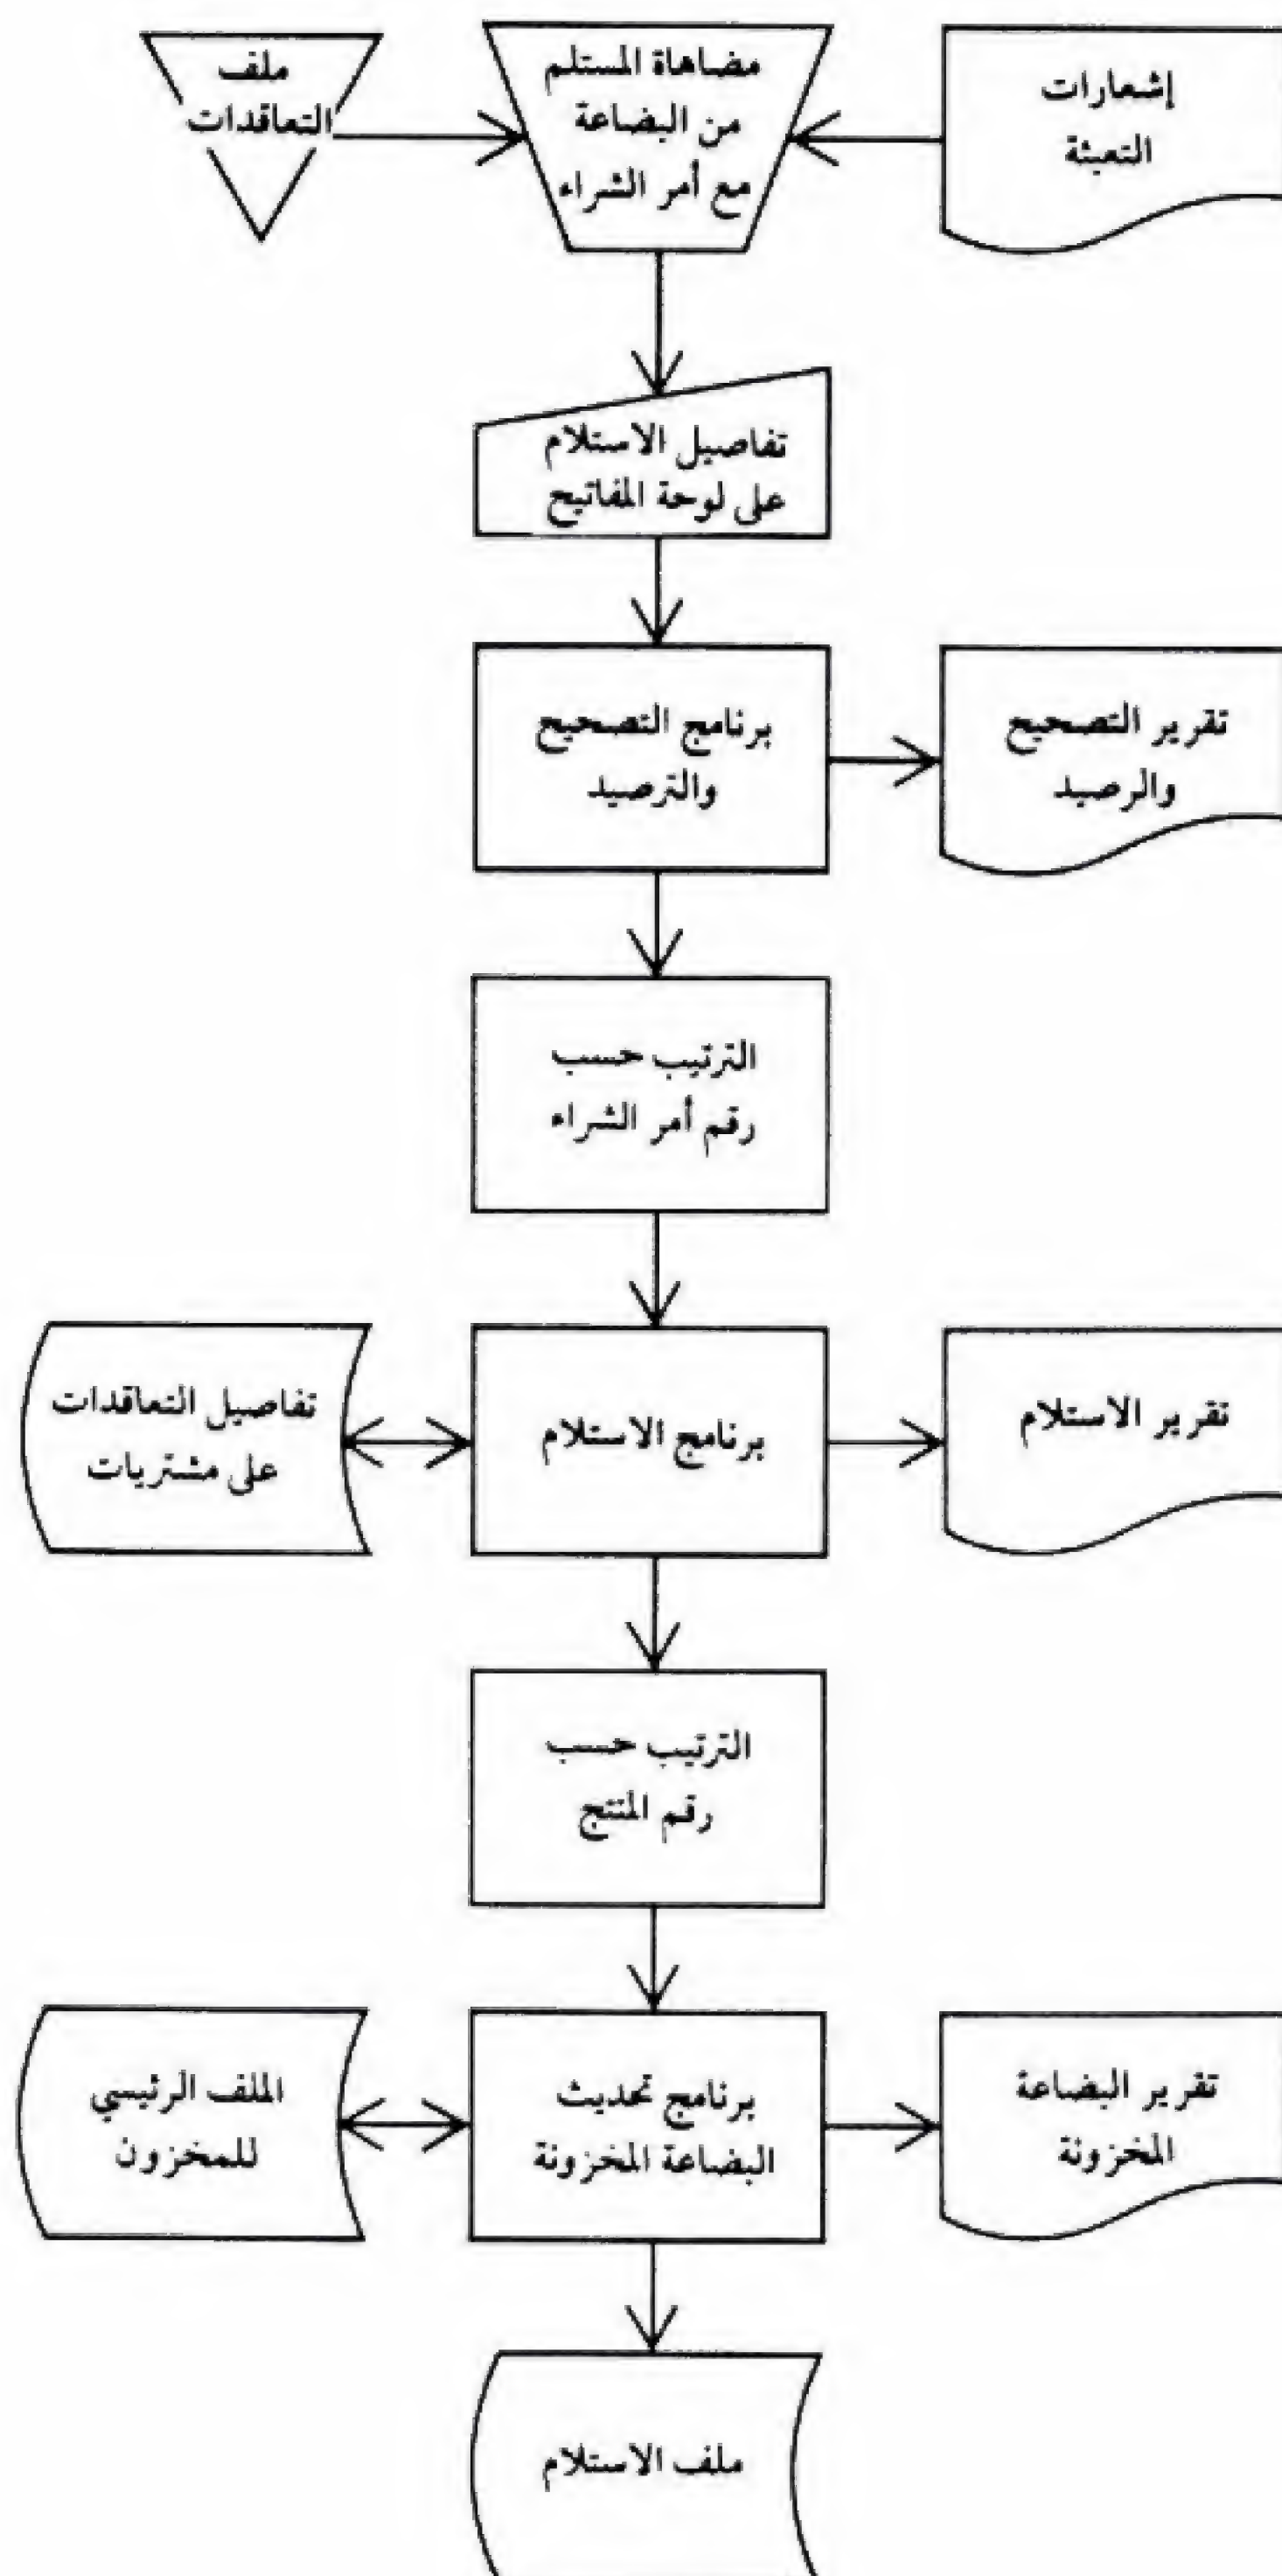 إشعارات
التعبئة
مضاهاة المستلم
من البضاعة
مع أمر الشراء
ملف
التعاقدات
تفاصيل الاستلام
على لوحة المفاتيح
برنامج التصحيح
والترصيد
تقرير التصحيح
والرصيد
الترتيب حسب
رقم أمر الشراء
تقرير الاستلام
برنامج الاستلام
تفاصيل التعاقدات
على مشتريات
الترتيب حسب
رقم المنتج
تقرير البضاعة
المخزونة
برنامج تحديث
البضاعة المخزونة
الملف الرئيسي
للمخزون
ملف الاستلام